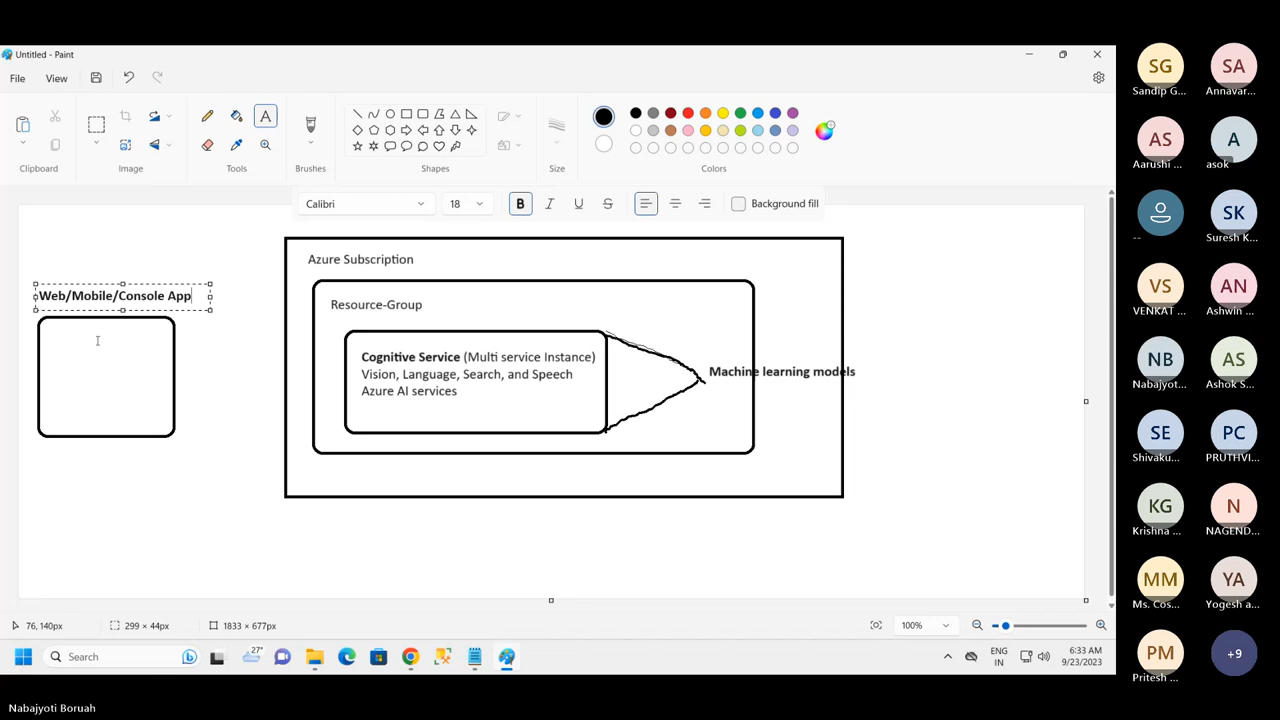 Untitled - Paint
File
View
Clipboard
Image
Tools
Brushes
Shapes
Size
Colors
Calibri
18
B
I
U
S
Background fill
Web/Mobile/Console App
Azure Subscription
Resource-Group
Cognitive Service (Multi service Instance)
Vision, Language, Search, and Speech
Azure AI services
Machine learning models
76, 140px
299 × 44px
1833 × 677px
100%
Search
27°
ENG
IN
6:33 AM
9/23/2023
Nabajyoti Boruah
SG
Sandip G...
SA
Annavar...
AS
Aarushi ...
A
asok
--
SK
Suresh K...
VS
VENKAT ...
AN
Ashwin ...
NB
Nabajyot...
AS
Ashok S...
SE
Shivaku...
PC
PRUTHVI...
KG
Krishna ...
N
NAGEND...
MM
Ms. Cos...
YA
Yogesh a...
PM
Pritesh ...
+9